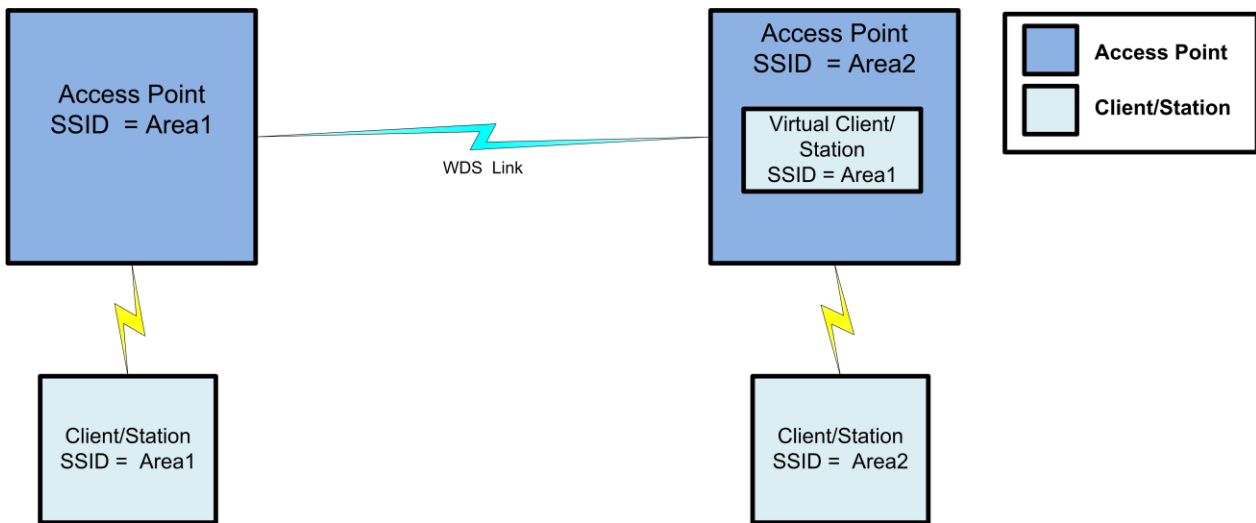 Access Point
SSID = Area1
WDS Link
Access Point
SSID = Area2
Virtual Client/
Station
SSID = Area1
Access Point
Client/Station
Client/Station
SSID = Area1
Client/Station
SSID = Area2